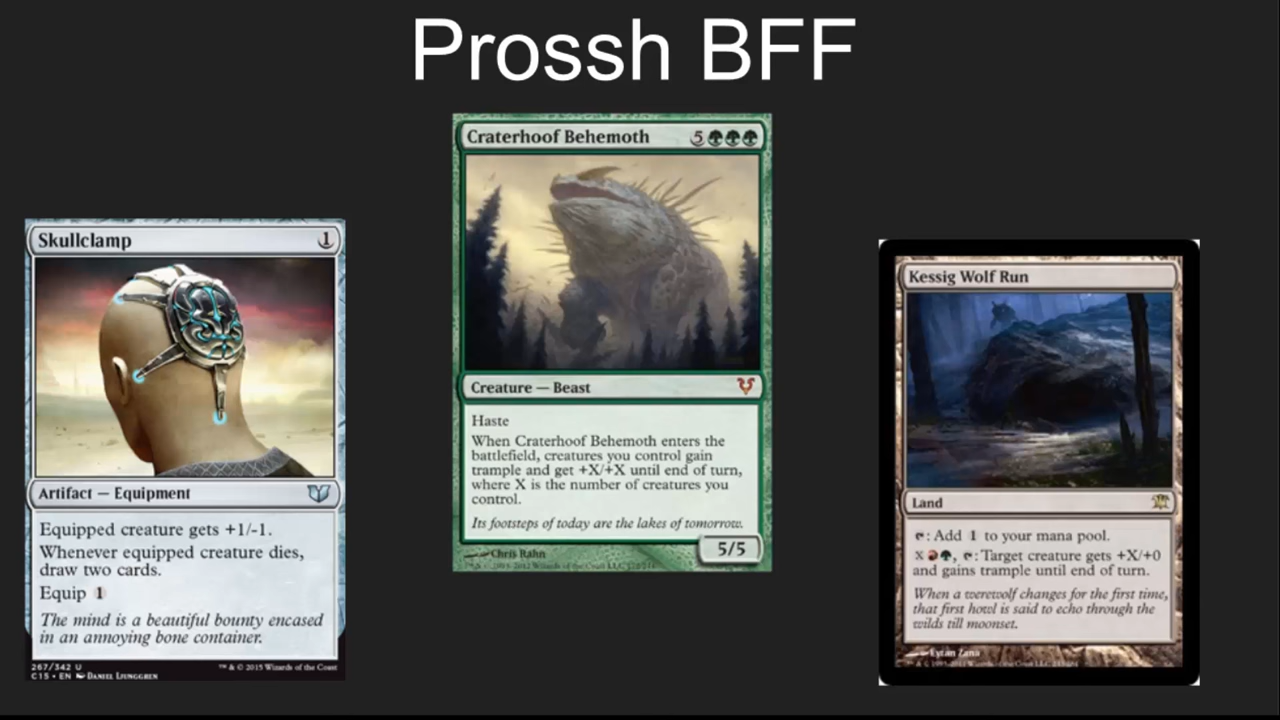 Prossh BFF
Craterhoof Behemoth 5
Creature — Beast
Haste
When Craterhoof Behemoth enters the
battlefield, creatures you control gain
trample and get +X/+X until end of turn,
where X is the number of creatures you
control.
Its footsteps of today are the lakes of tomorrow.
5/5
Chris Rahn
Skullclamp 1
Artifact — Equipment
Equipped creature gets +1/-1.
Whenever equipped creature dies,
draw two cards.
Equip 1
The mind is a beautiful bounty encased
in an annoying bone container.
267/342 U
™ & © 2015 Wizards of the Coast
C15 • EN Daniel Ljunggren
Kessig Wolf Run
Land
: Add 1 to your mana pool.
X , : Target creature gets +X/+0
and gains trample until end of turn.
When a werewolf changes for the first time,
that first howl is said to echo through the
wilds till moonset.
Eytan Zana